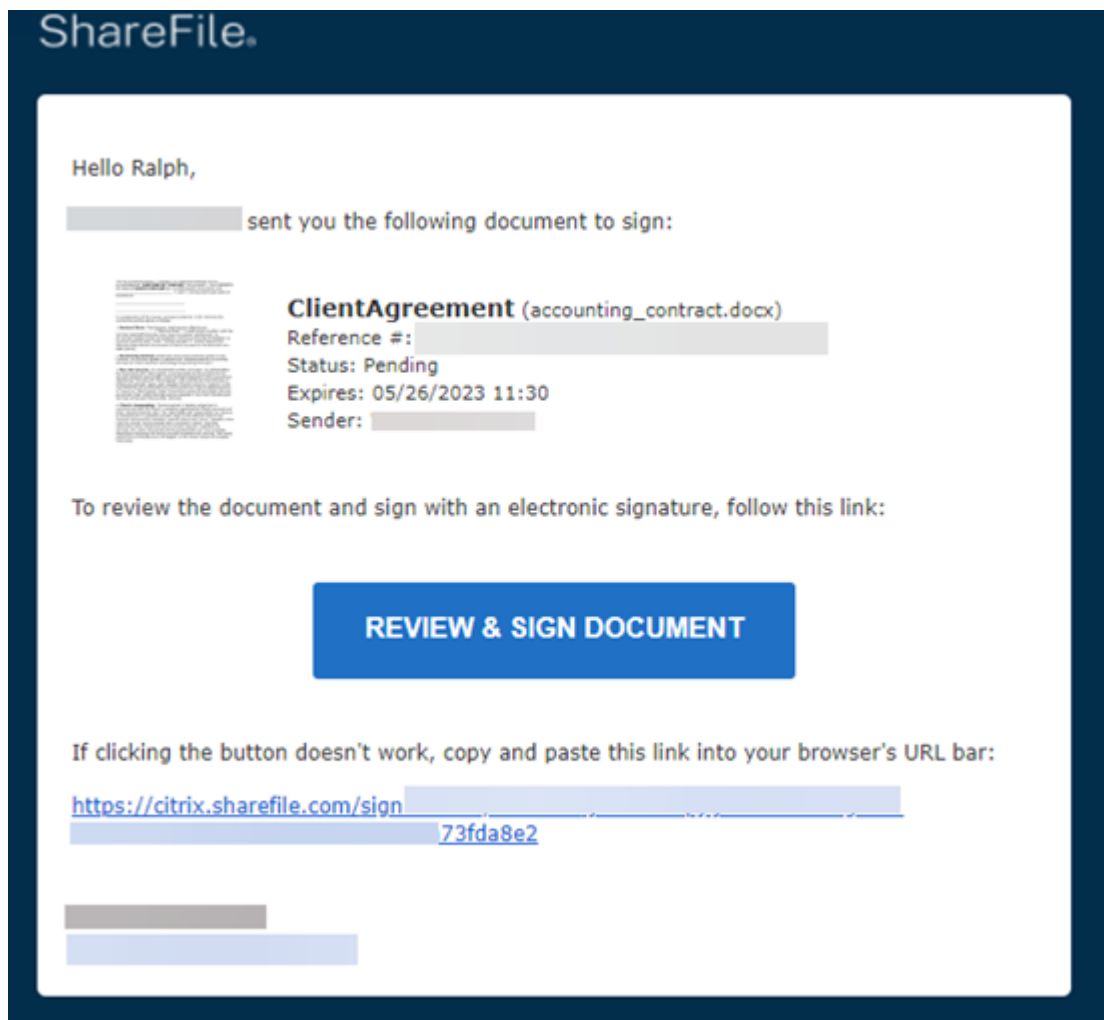 ShareFile®
Hello Ralph,
sent you the following document to sign:
ClientAgreement (accounting_contract.docx)
Reference #:
Status: Pending
Expires: 05/26/2023 11:30
Sender:
To review the document and sign with an electronic signature, follow this link:
REVIEW & SIGN DOCUMENT
If clicking the button doesn't work, copy and paste this link into your browser's URL bar:
https://citrix.sharefile.com/sign
73fda8e2